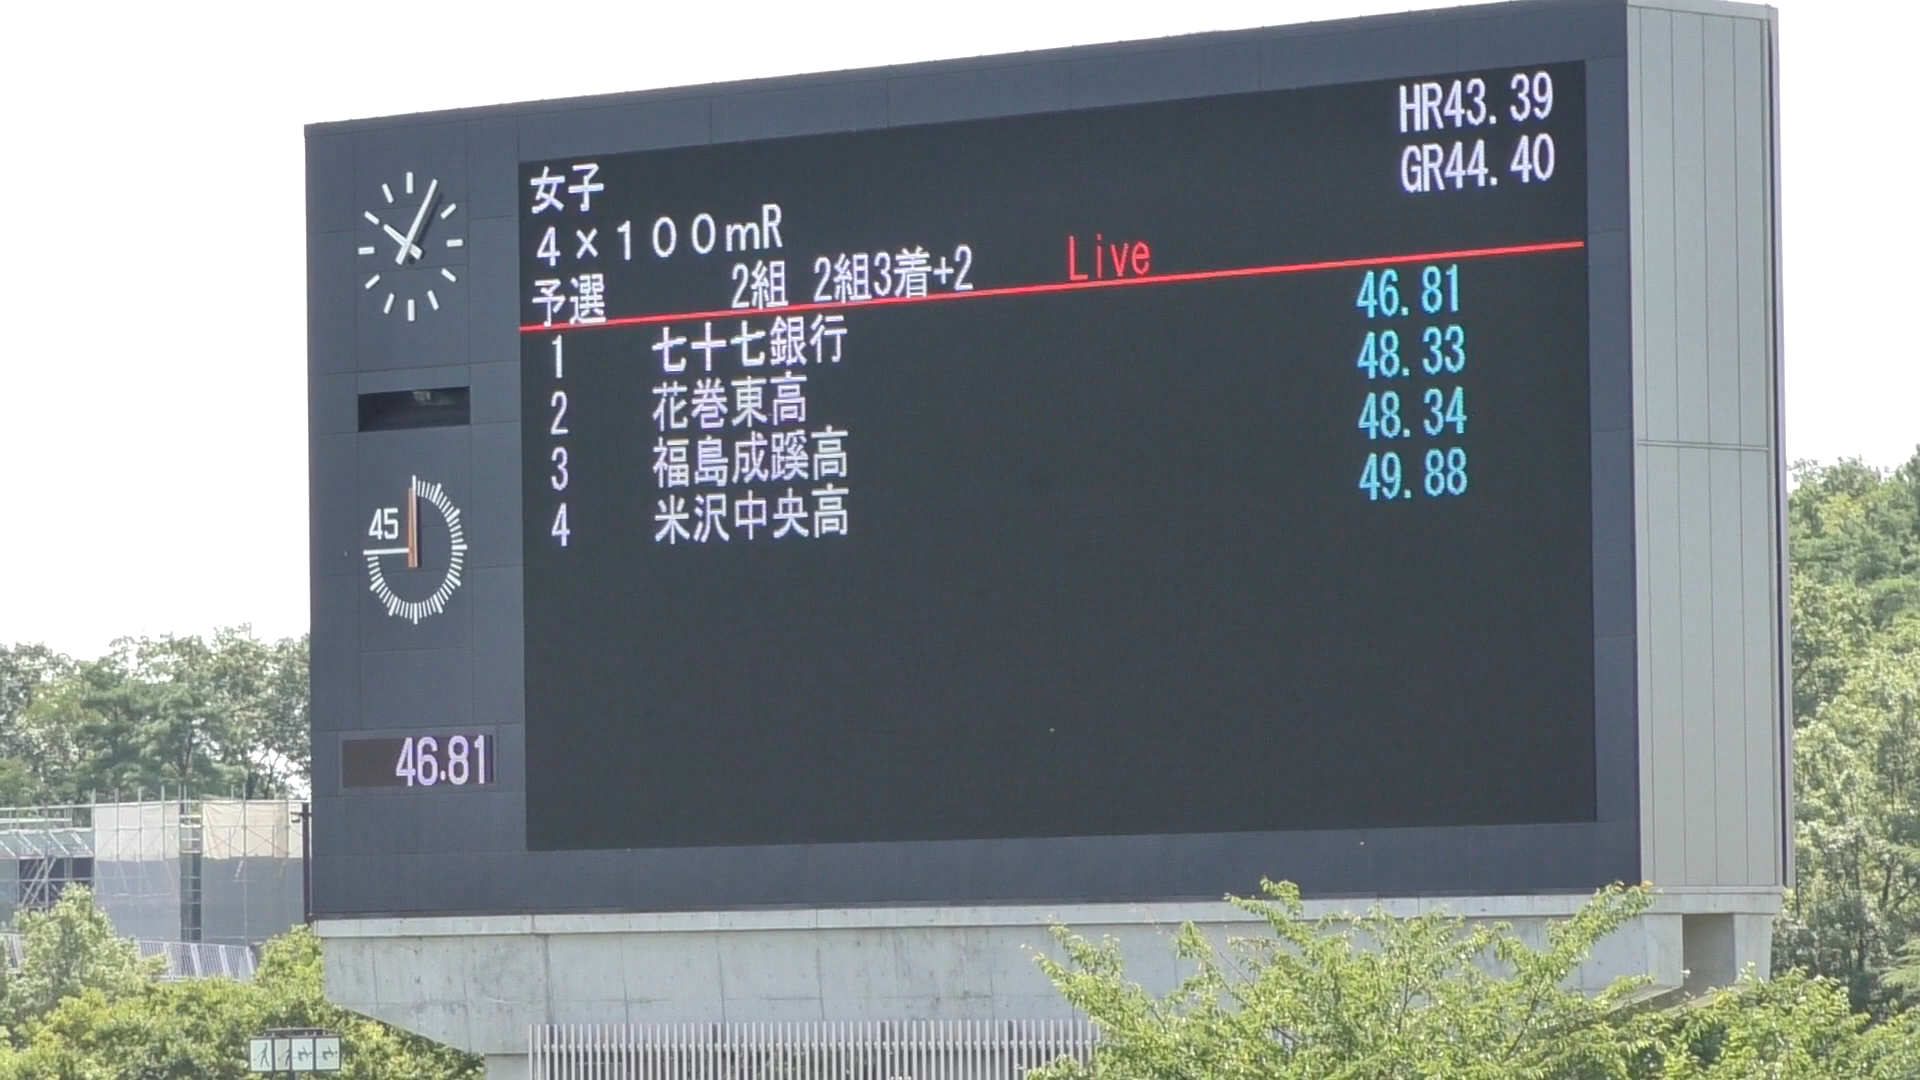 HR43.39
GR44.40
女子
4×100mR
予選 2組 2組3着+2 Live
1 七十七銀行 46.81
2 花巻東高 48.33
3 福島成蹊高 48.34
4 米沢中央高 49.88
45
46.81